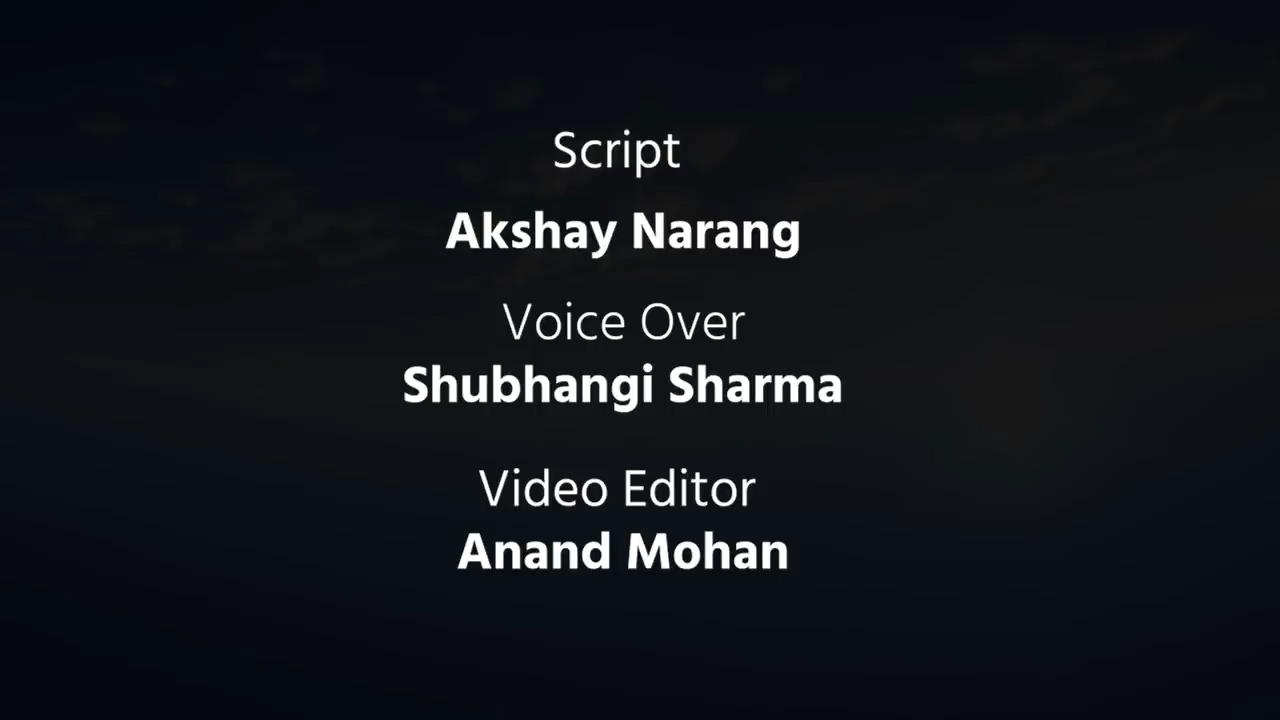 Script
Akshay Narang
Voice Over
Shubhangi Sharma
Video Editor
Anand Mohan